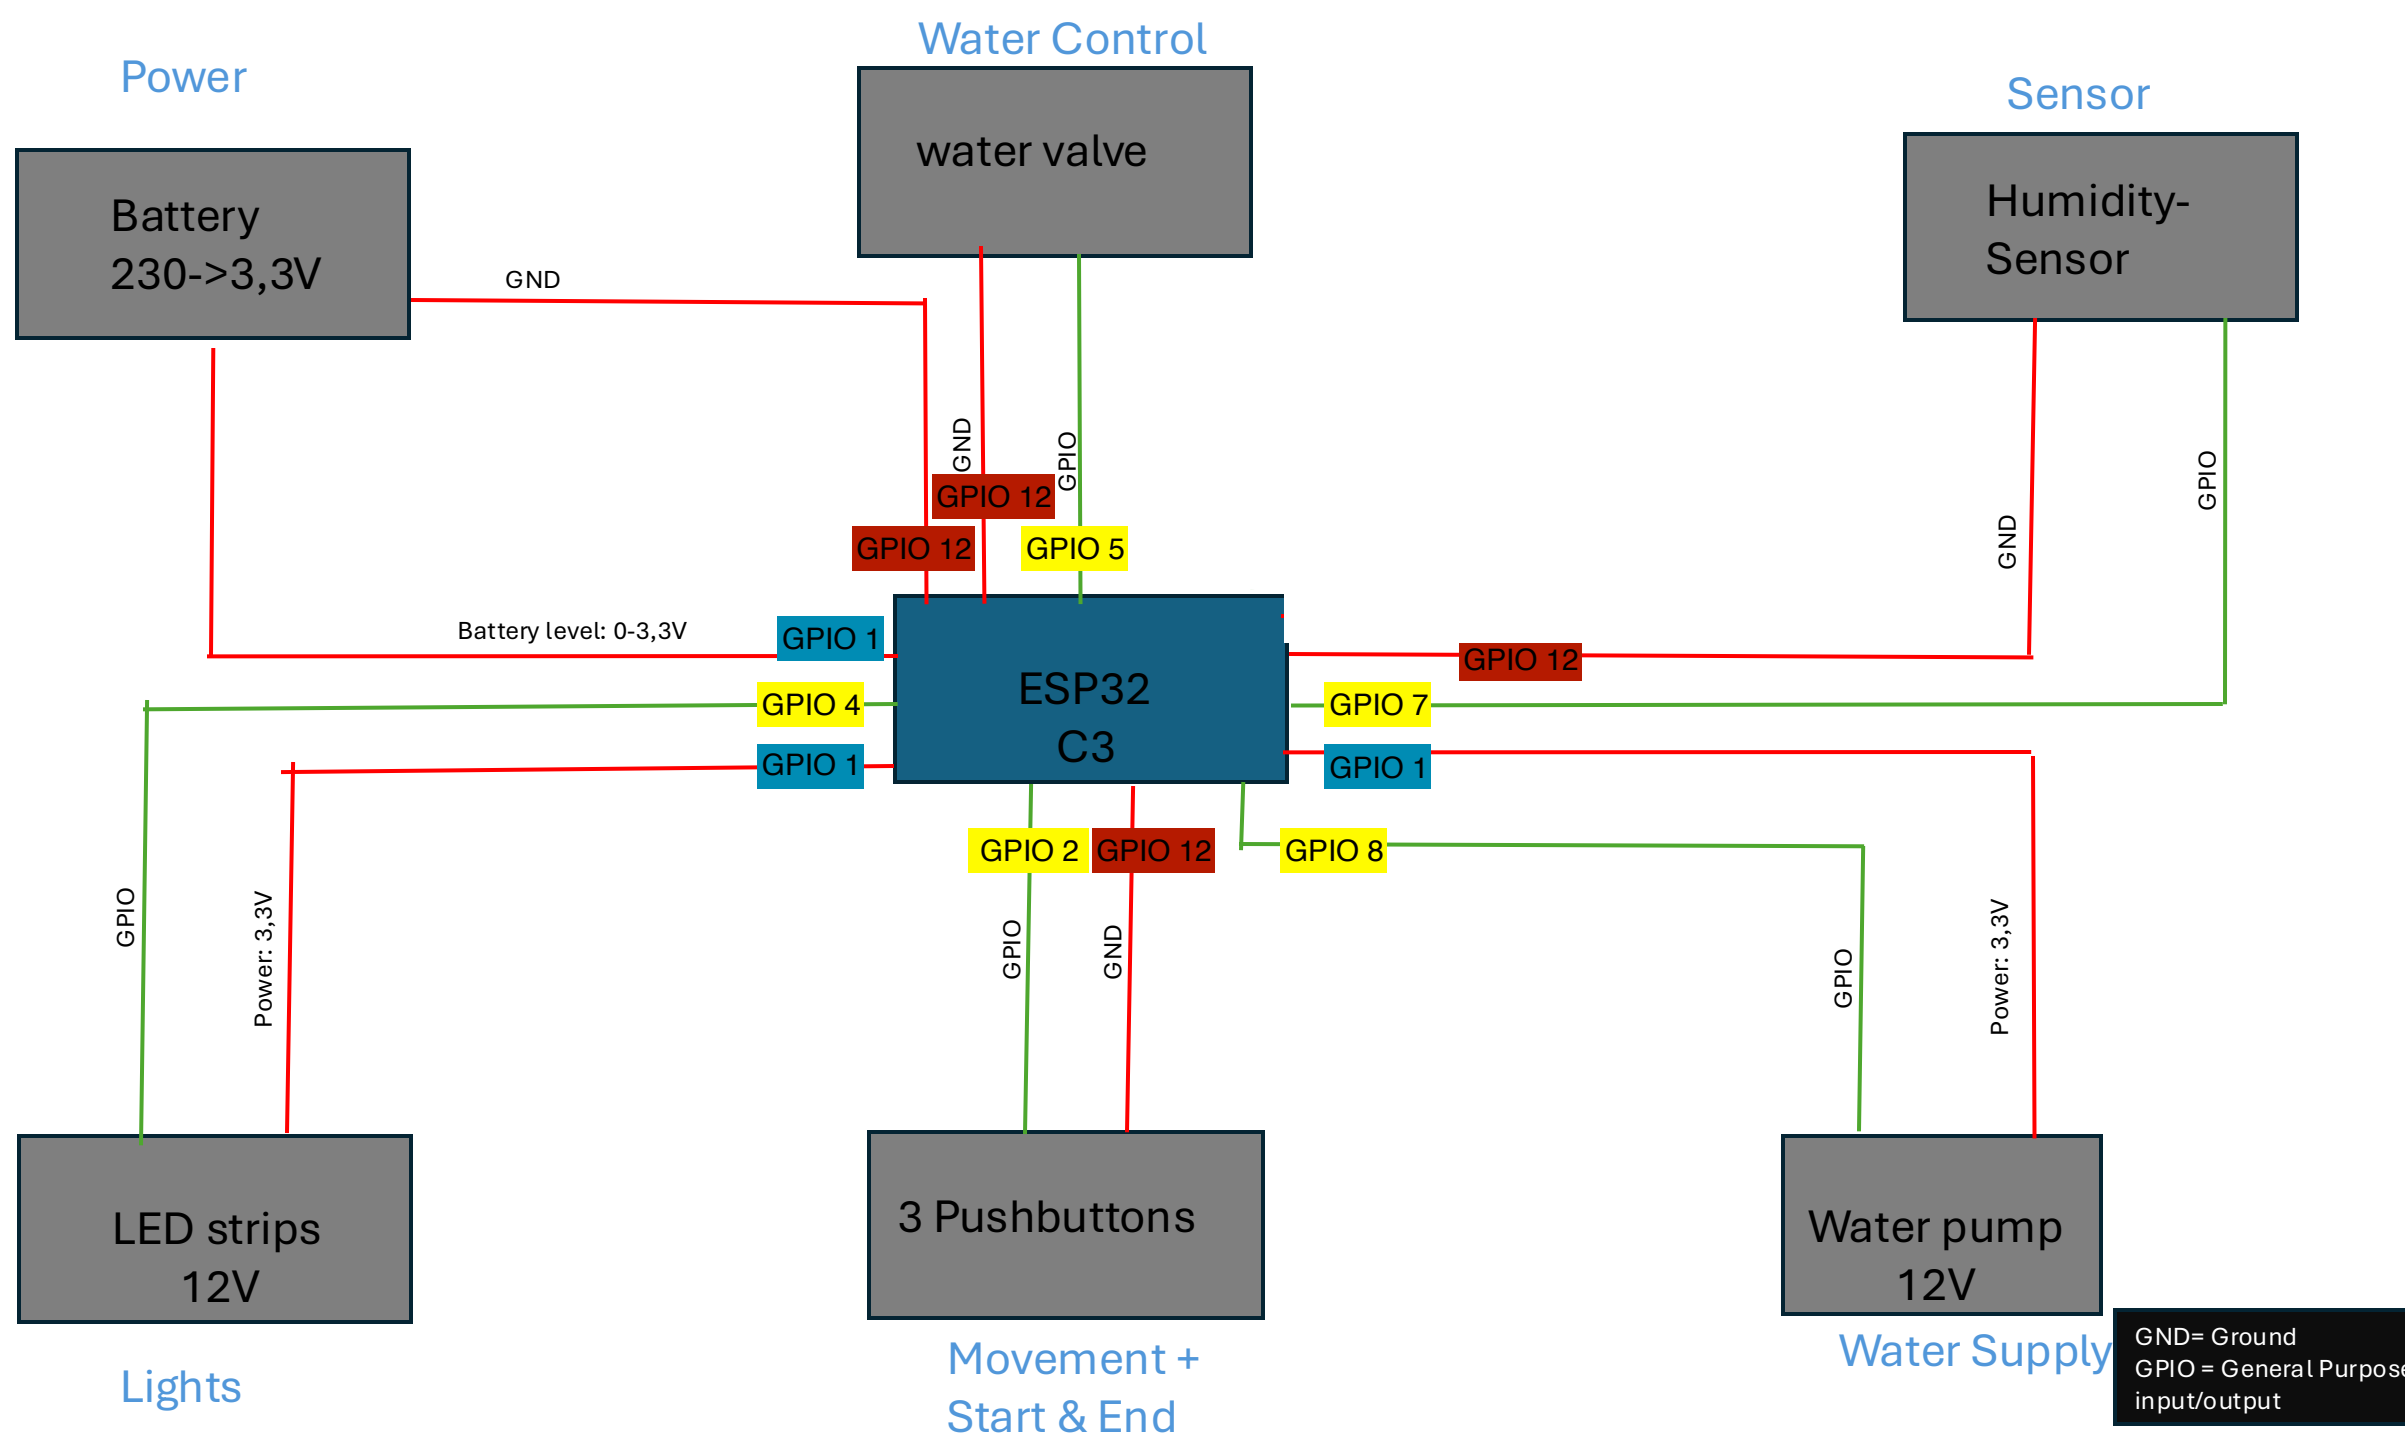 Water Control
Power
Sensor
water valve
Battery
230->3,3V
Humidity-
Sensor
GND
GND
GPIO
GPIO
GND
GPIO 12
GPIO 12
GPIO 5
Battery level: 0-3,3V
GPIO 1
GPIO 12
ESP32
C3
GPIO 4
GPIO 7
GPIO 1
GPIO 1
GPIO 2
GPIO 12
GPIO 8
GPIO
Power: 3,3V
GPIO
GND
GPIO
Power: 3,3V
LED strips
12V
3 Pushbuttons
Water pump
12V
Lights
Movement +
Start & End
Water Supply
GND= Ground
GPIO = General Purpose
input/output